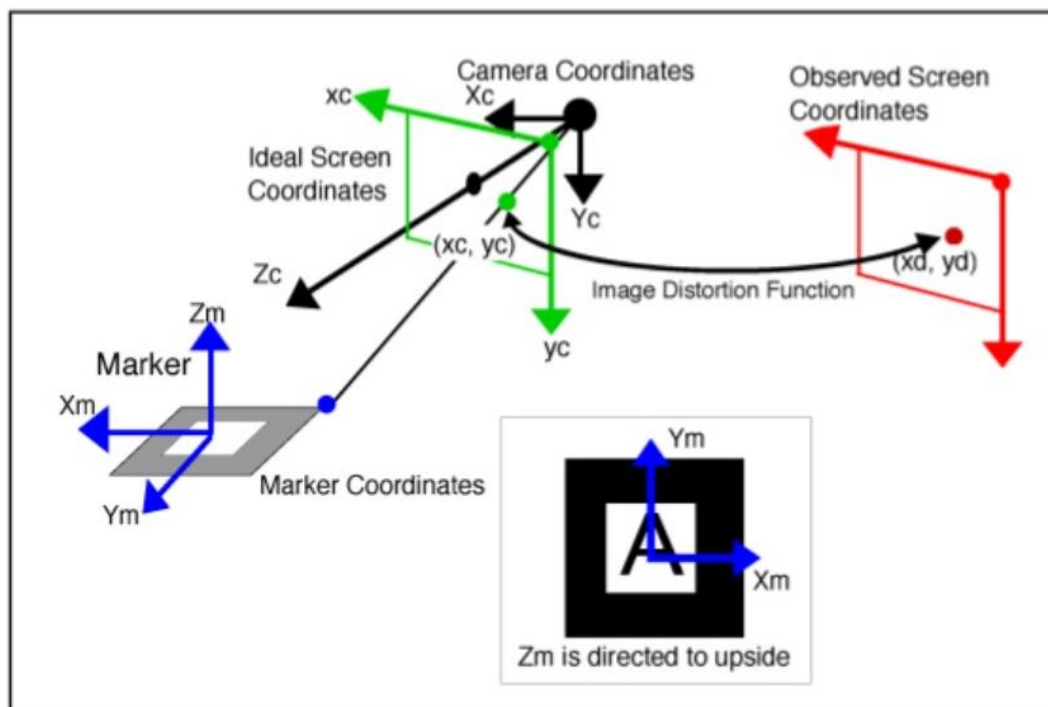 Camera Coordinates
Observed Screen
Coordinates
xc
Xc
Ideal Screen
Coordinates
Yc
(xc, yc)
(xd, yd)
Zc
Image Distortion Function
Zm
yc
Marker
Xm
Ym
Marker Coordinates
Ym
A
Xm
Zm is directed to upside